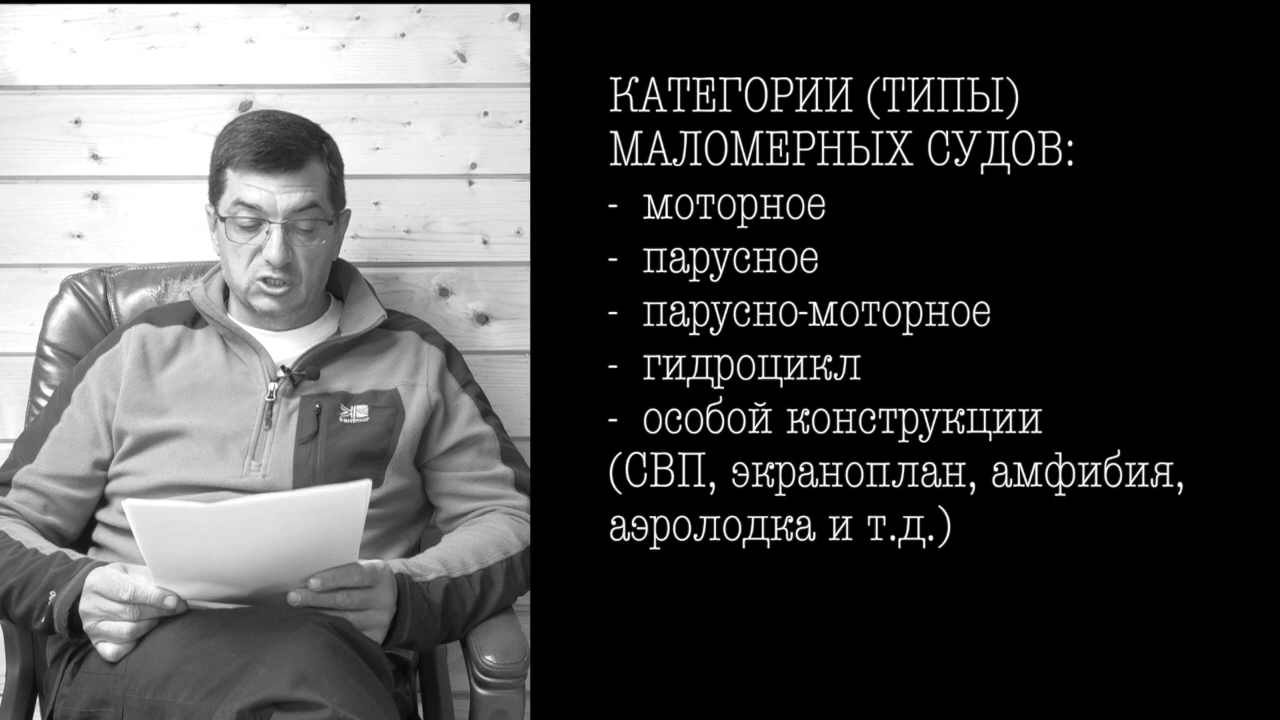 КАТЕГОРИИ (ТИПЫ)
МАЛОМЕРНЫХ СУДОВ:
- моторное
- парусное
- парусно-моторное
- гидроцикл
- особой конструкции
(СВП, экраноплан, амфибия,
аэролодка и т.д.)